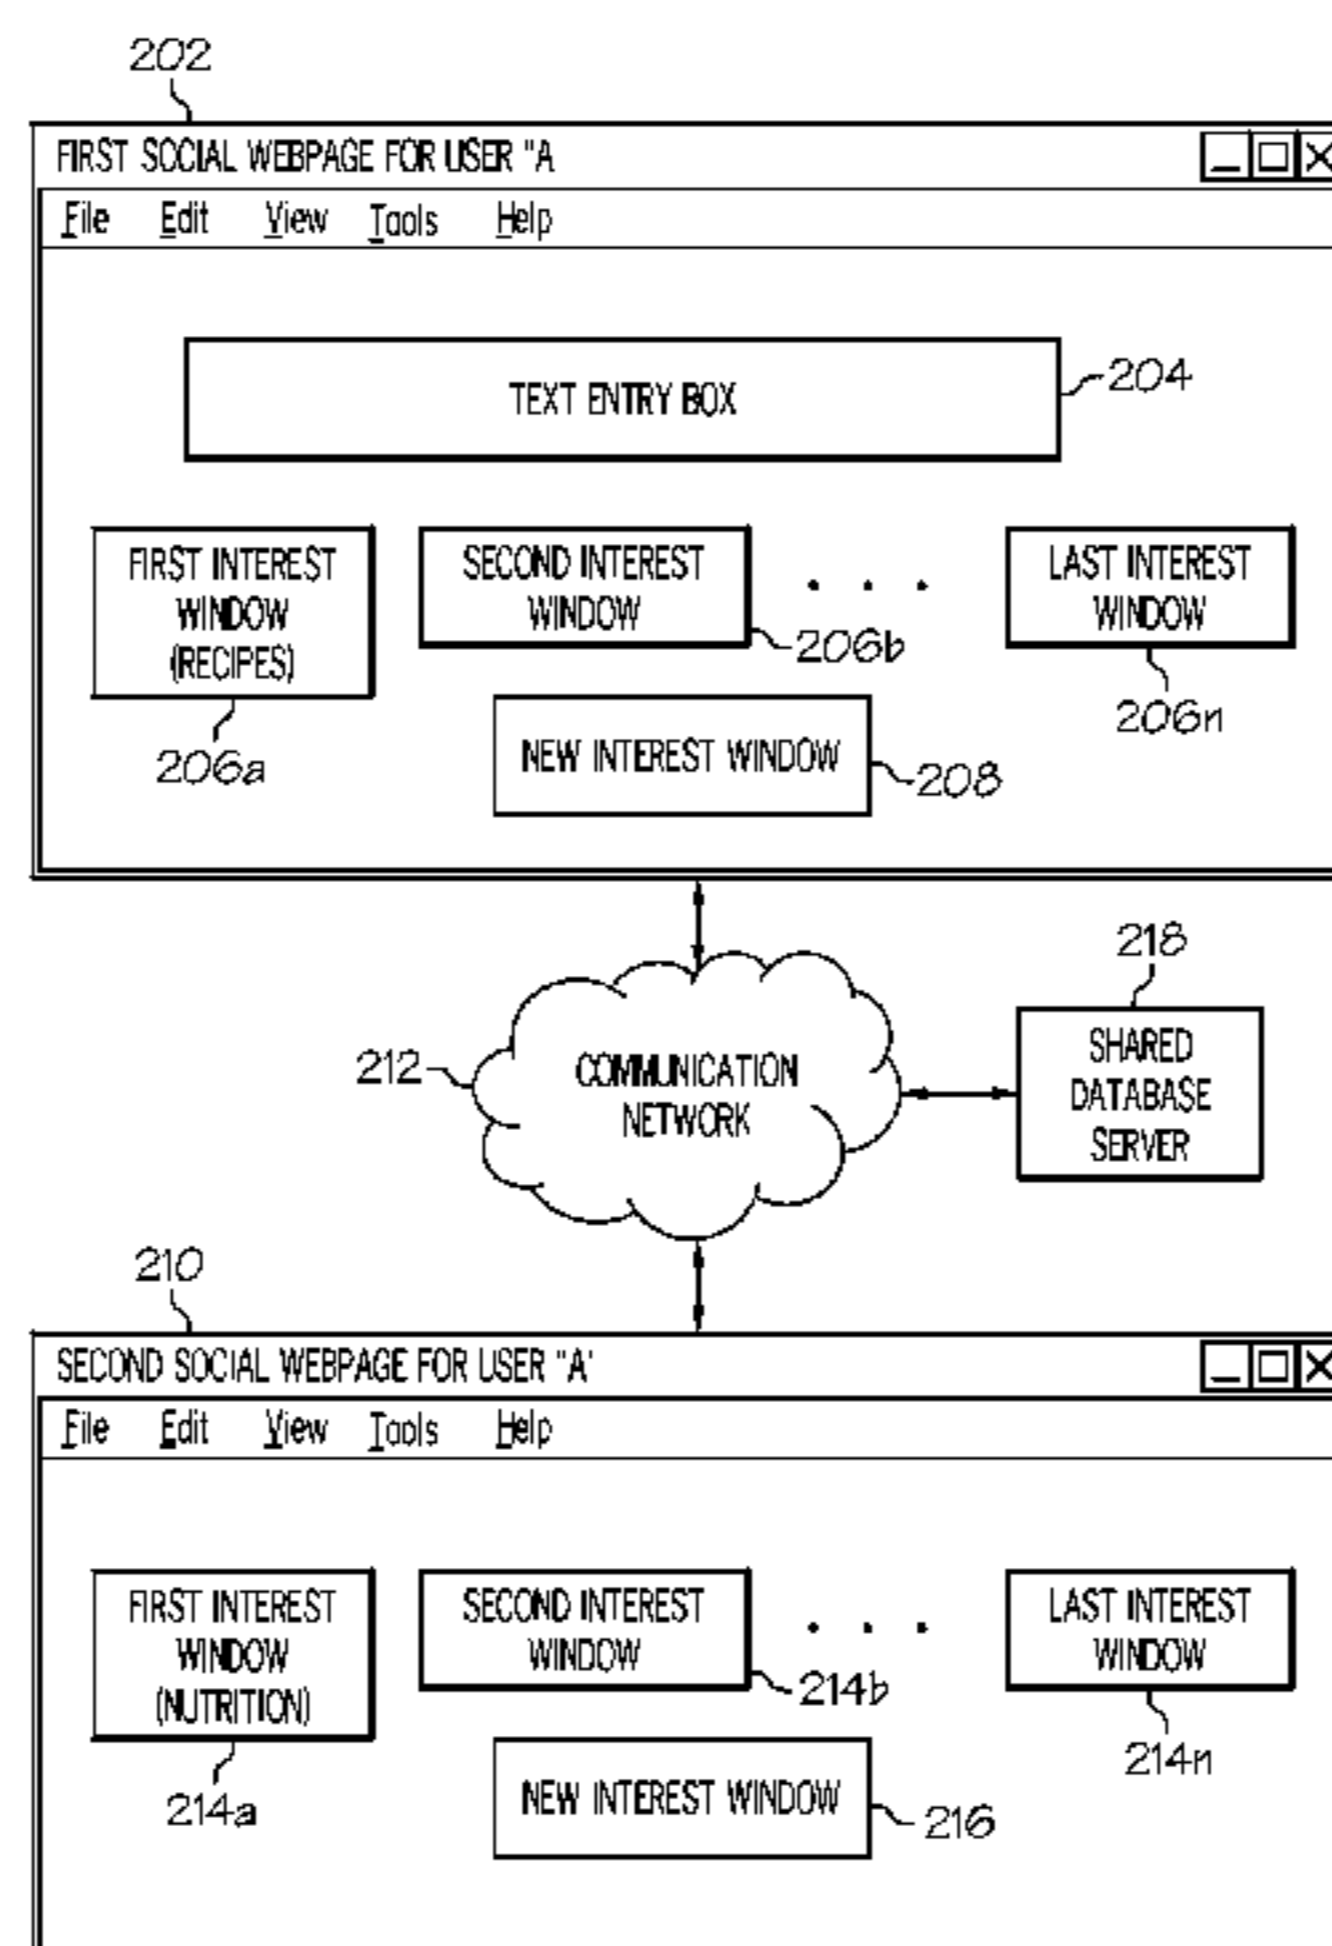 202
FIRST SOCIAL WEBPAGE FOR USER "A
File Edit View Tools Help
TEXT ENTRY BOX
204
FIRST INTEREST
WINDOW
(RECIPES)
206a
SECOND INTEREST
WINDOW
206b
. . .
LAST INTEREST
WINDOW
206n
NEW INTEREST WINDOW
208
212
COMMUNICATION
NETWORK
218
SHARED
DATABASE
SERVER
210
SECOND SOCIAL WEBPAGE FOR USER "A'
File Edit View Tools Help
FIRST INTEREST
WINDOW
(NUTRITION)
214a
SECOND INTEREST
WINDOW
214b
. . .
LAST INTEREST
WINDOW
214n
NEW INTEREST WINDOW
216